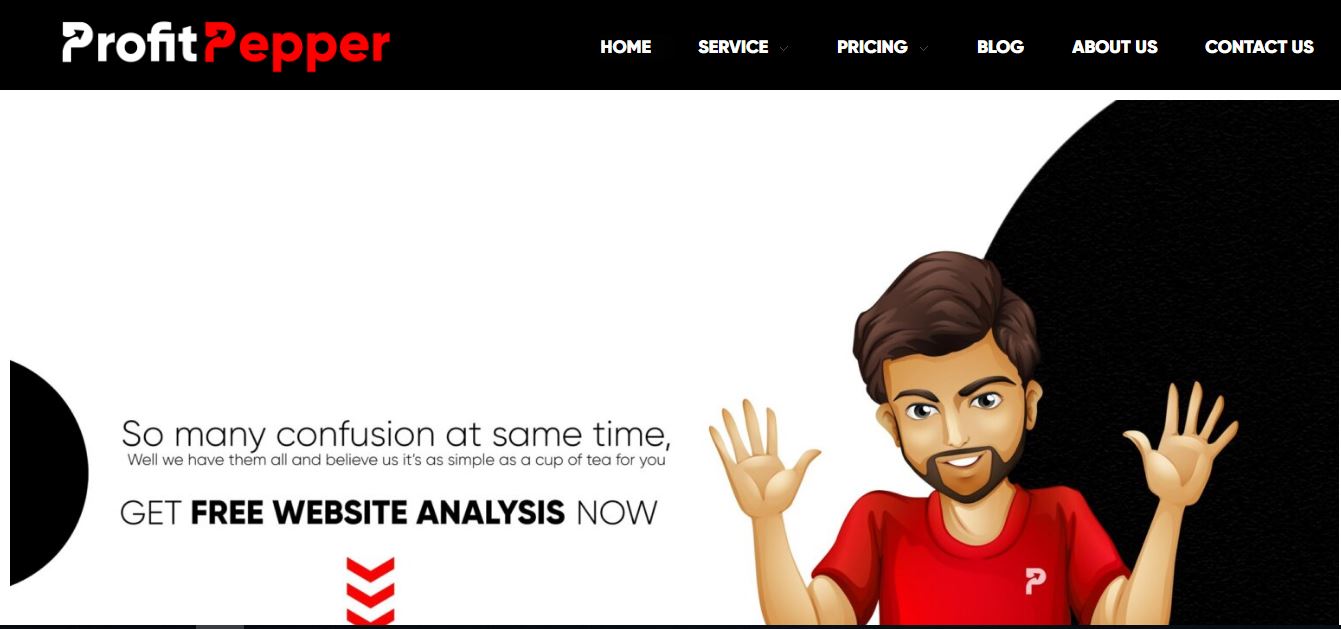 ProfitPepper
HOME SERVICE PRICING BLOG ABOUT US CONTACT US
So many confusion at same time,
Well we have them all and believe us it's as simple as a cup of tea for you
GET FREE WEBSITE ANALYSIS NOW
P